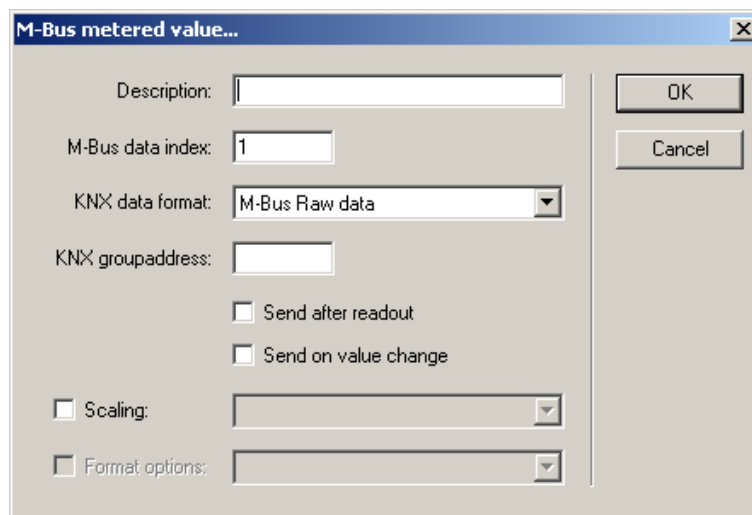 M-Bus metered value...
Description:
OK
M-Bus data index: 1
Cancel
KNX data format: M-Bus Raw data
KNX groupaddress:
Send after readout
Send on value change
Scaling:
Format options: